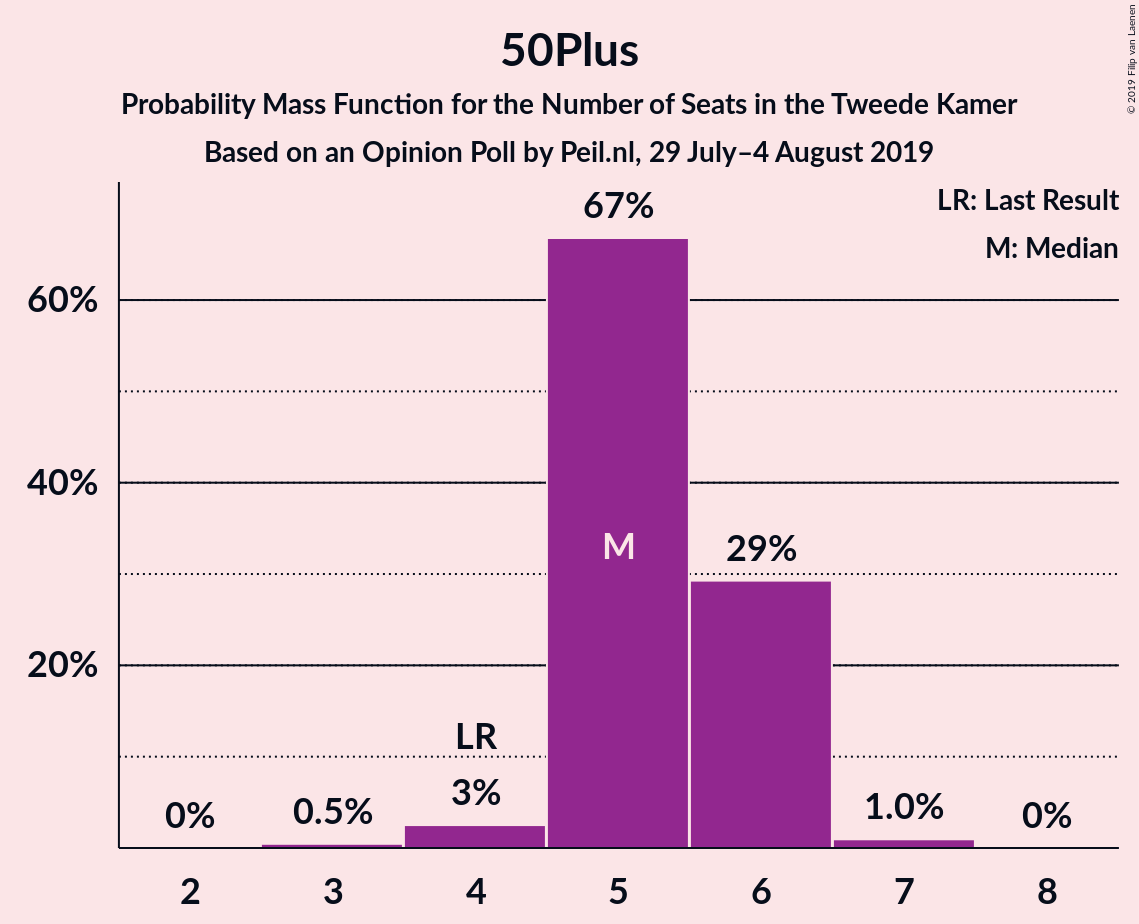 50Plus
Probability Mass Function for the Number of Seats in the Tweede Kamer
Based on an Opinion Poll by Peil.nl, 29 July–4 August 2019
© 2019 Filip van Laenen
LR: Last Result
M: Median
60%
40%
20%
0%
0.5%
LR
3%
67%
M
29%
1.0%
0%
2 3 4 5 6 7 8